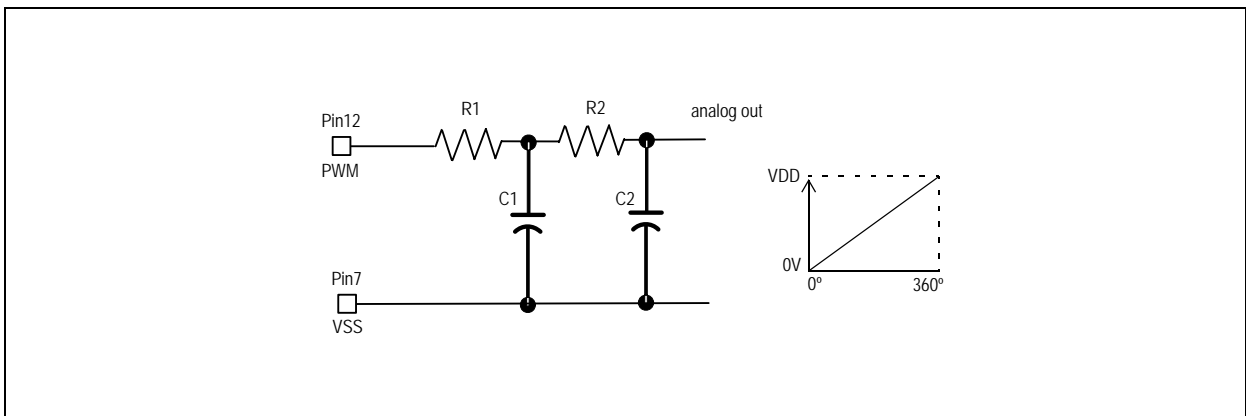 R1
R2
analog out
Pin12
PWM
C1
C2
VDD
0V
0º
360º
Pin7
VSS